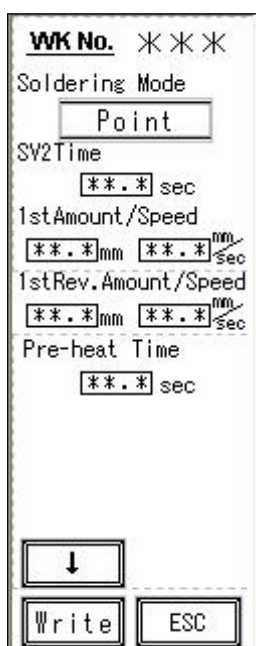 WK No. ＊＊＊
Soldering Mode
Point
SV2Time
**.* sec
1stAmount/Speed
**.* mm **.* mm/sec
1stRev.Amount/Speed
**.* mm **.* mm/sec
Pre-heat Time
**.* sec
↓
Write ESC